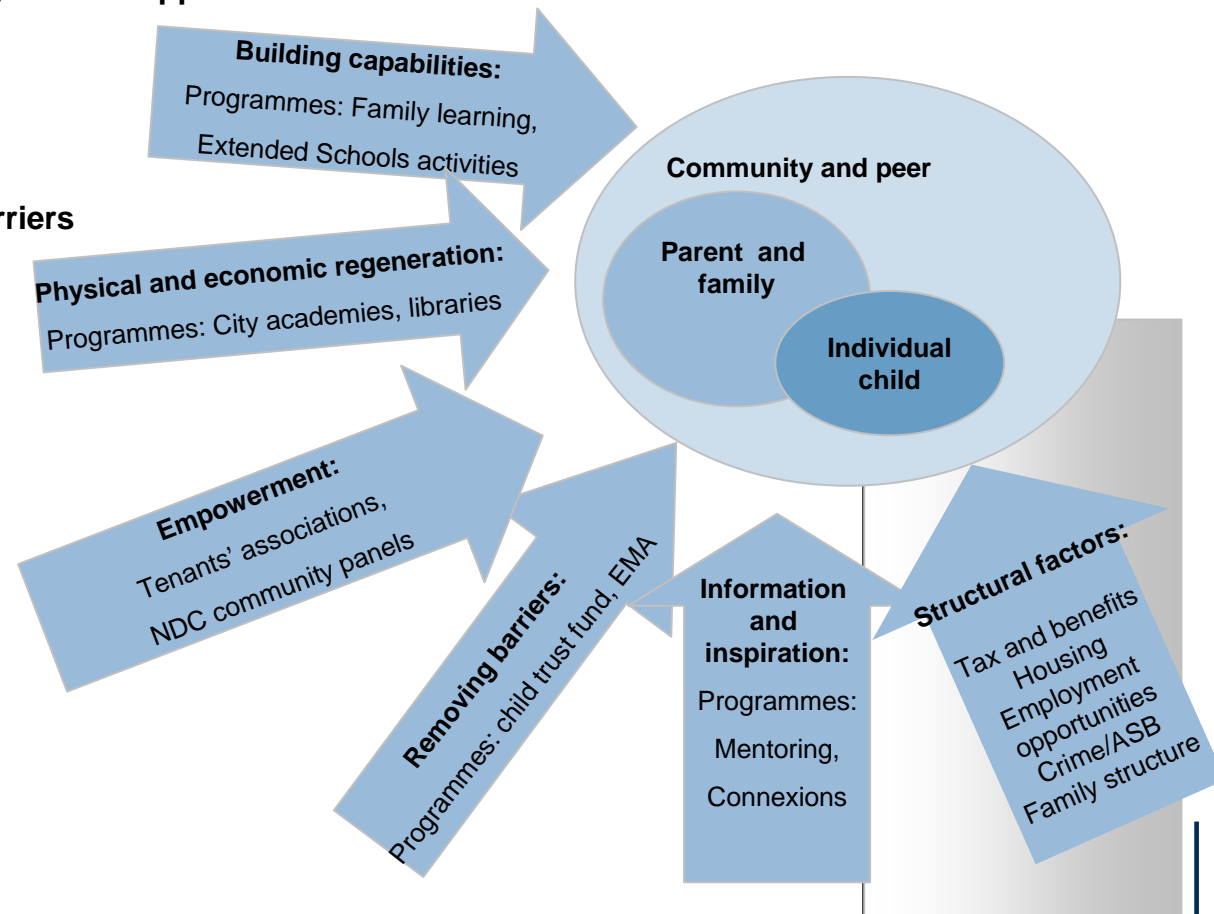 Building capabilities:
Programmes: Family learning,
Extended Schools activities
Community and peer
Parent and
family
Individual
child
Physical and economic regeneration:
Programmes: City academies, libraries
Empowerment:
Tenants' associations,
NDC community panels
Removing barriers:
Programmes: child trust fund, EMA
Information
and
inspiration:
Programmes:
Mentoring,
Connexions
Structural factors:
Tax and benefits
Housing
Employment
opportunities
Crime/ASB
Family structure